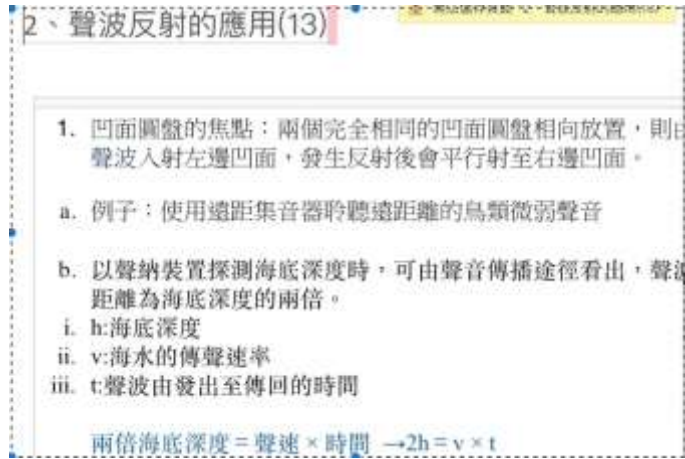 2、聲波反射的應用(13)
1. 凹面圓盤的焦點：兩個完全相同的凹面圓盤相向放置，則由
聲波入射左邊凹面，發生反射後會平行射至右邊凹面。
a. 例子：使用遠距集音器聆聽遠距離的鳥類微弱聲音
b. 以聲納裝置探測海底深度時，可由聲音傳播途徑看出，聲波
距離為海底深度的兩倍。
i. h:海底深度
ii. v:海水的傳聲速率
iii. t:聲波由發出至傳回的時間
兩倍海底深度 = 聲速 × 時間 →2h = v × t